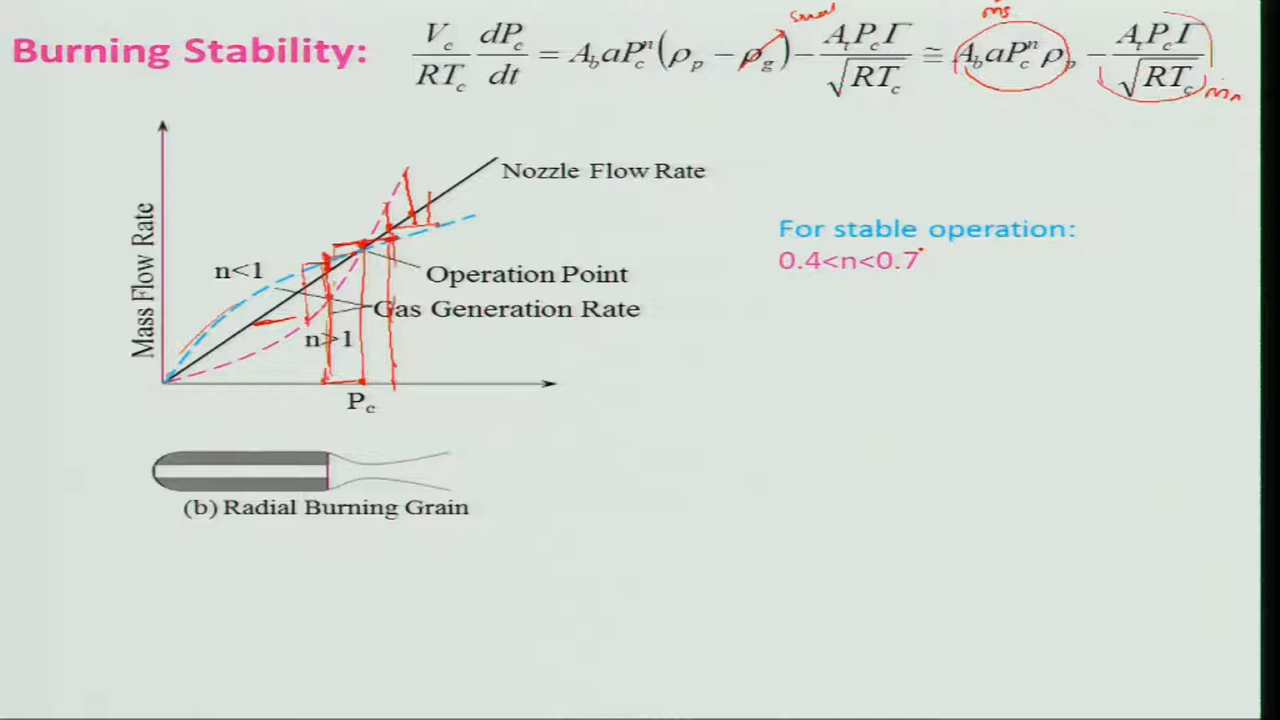 small
ṁg
Burning Stability: V_c/RT_c dP_c/dt = A_b a P_c^n (ρ_p − ρ_g) − A_t P_c Γ/√RT_c ≅ A_b a P_c^n ρ_p − A_t P_c Γ/√RT_c
ṁn
Nozzle Flow Rate
Mass Flow Rate
For stable operation:
0.4<n<0.7
n<1
Operation Point
Gas Generation Rate
n>1
P_c
(b) Radial Burning Grain